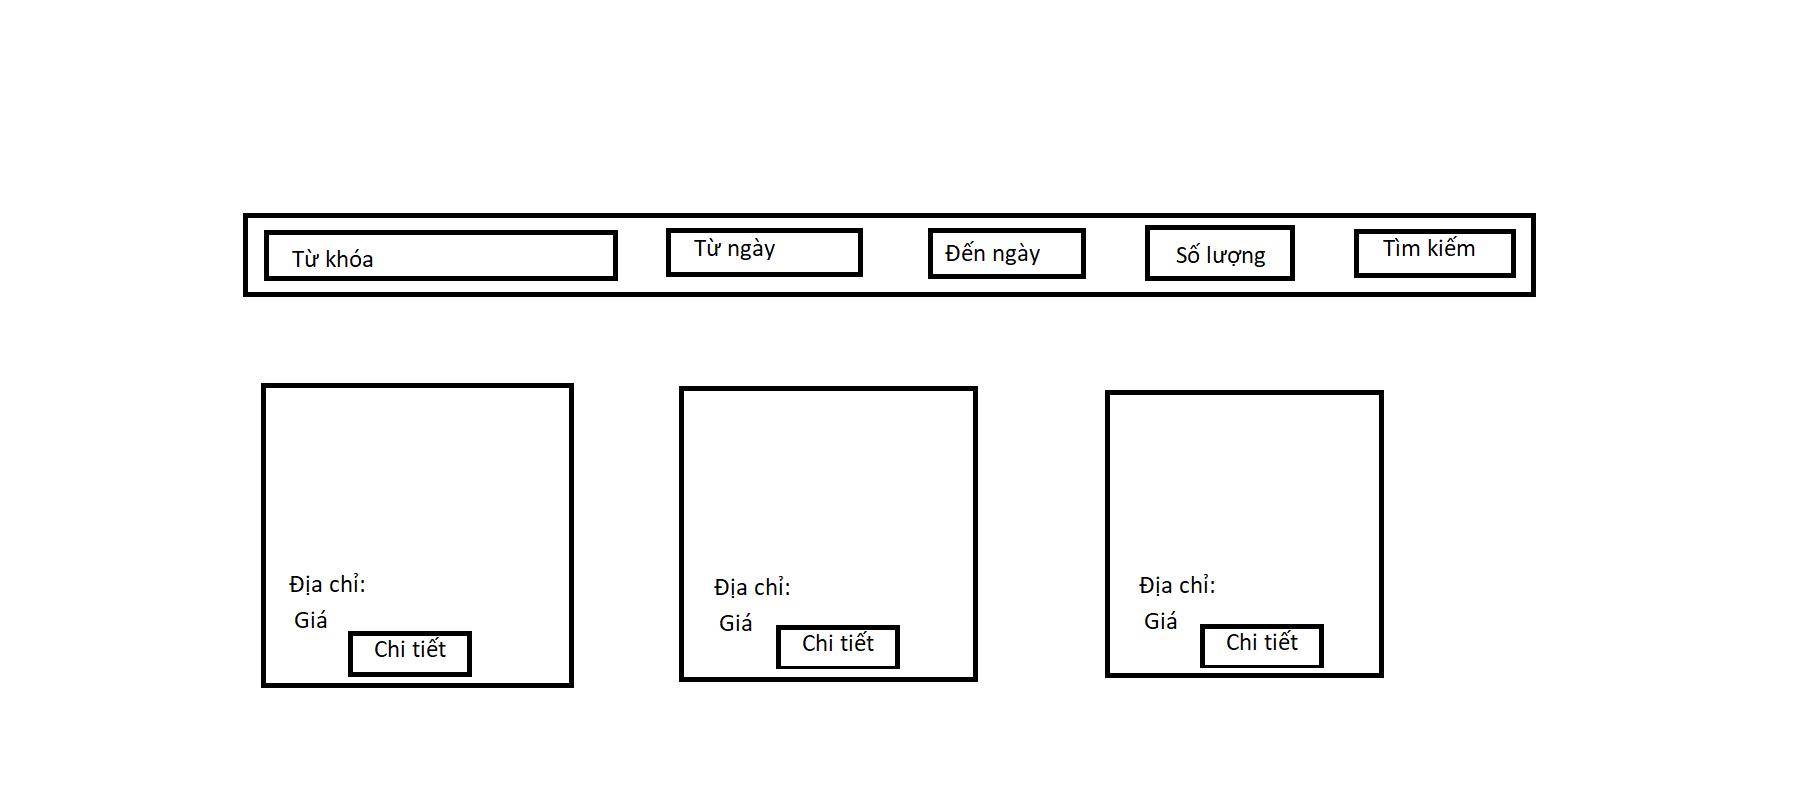 Từ khóa
Từ ngày
Đến ngày
Số lượng
Tìm kiếm
Địa chỉ:
Giá
Chi tiết
Địa chỉ:
Giá
Chi tiết
Địa chỉ:
Giá
Chi tiết